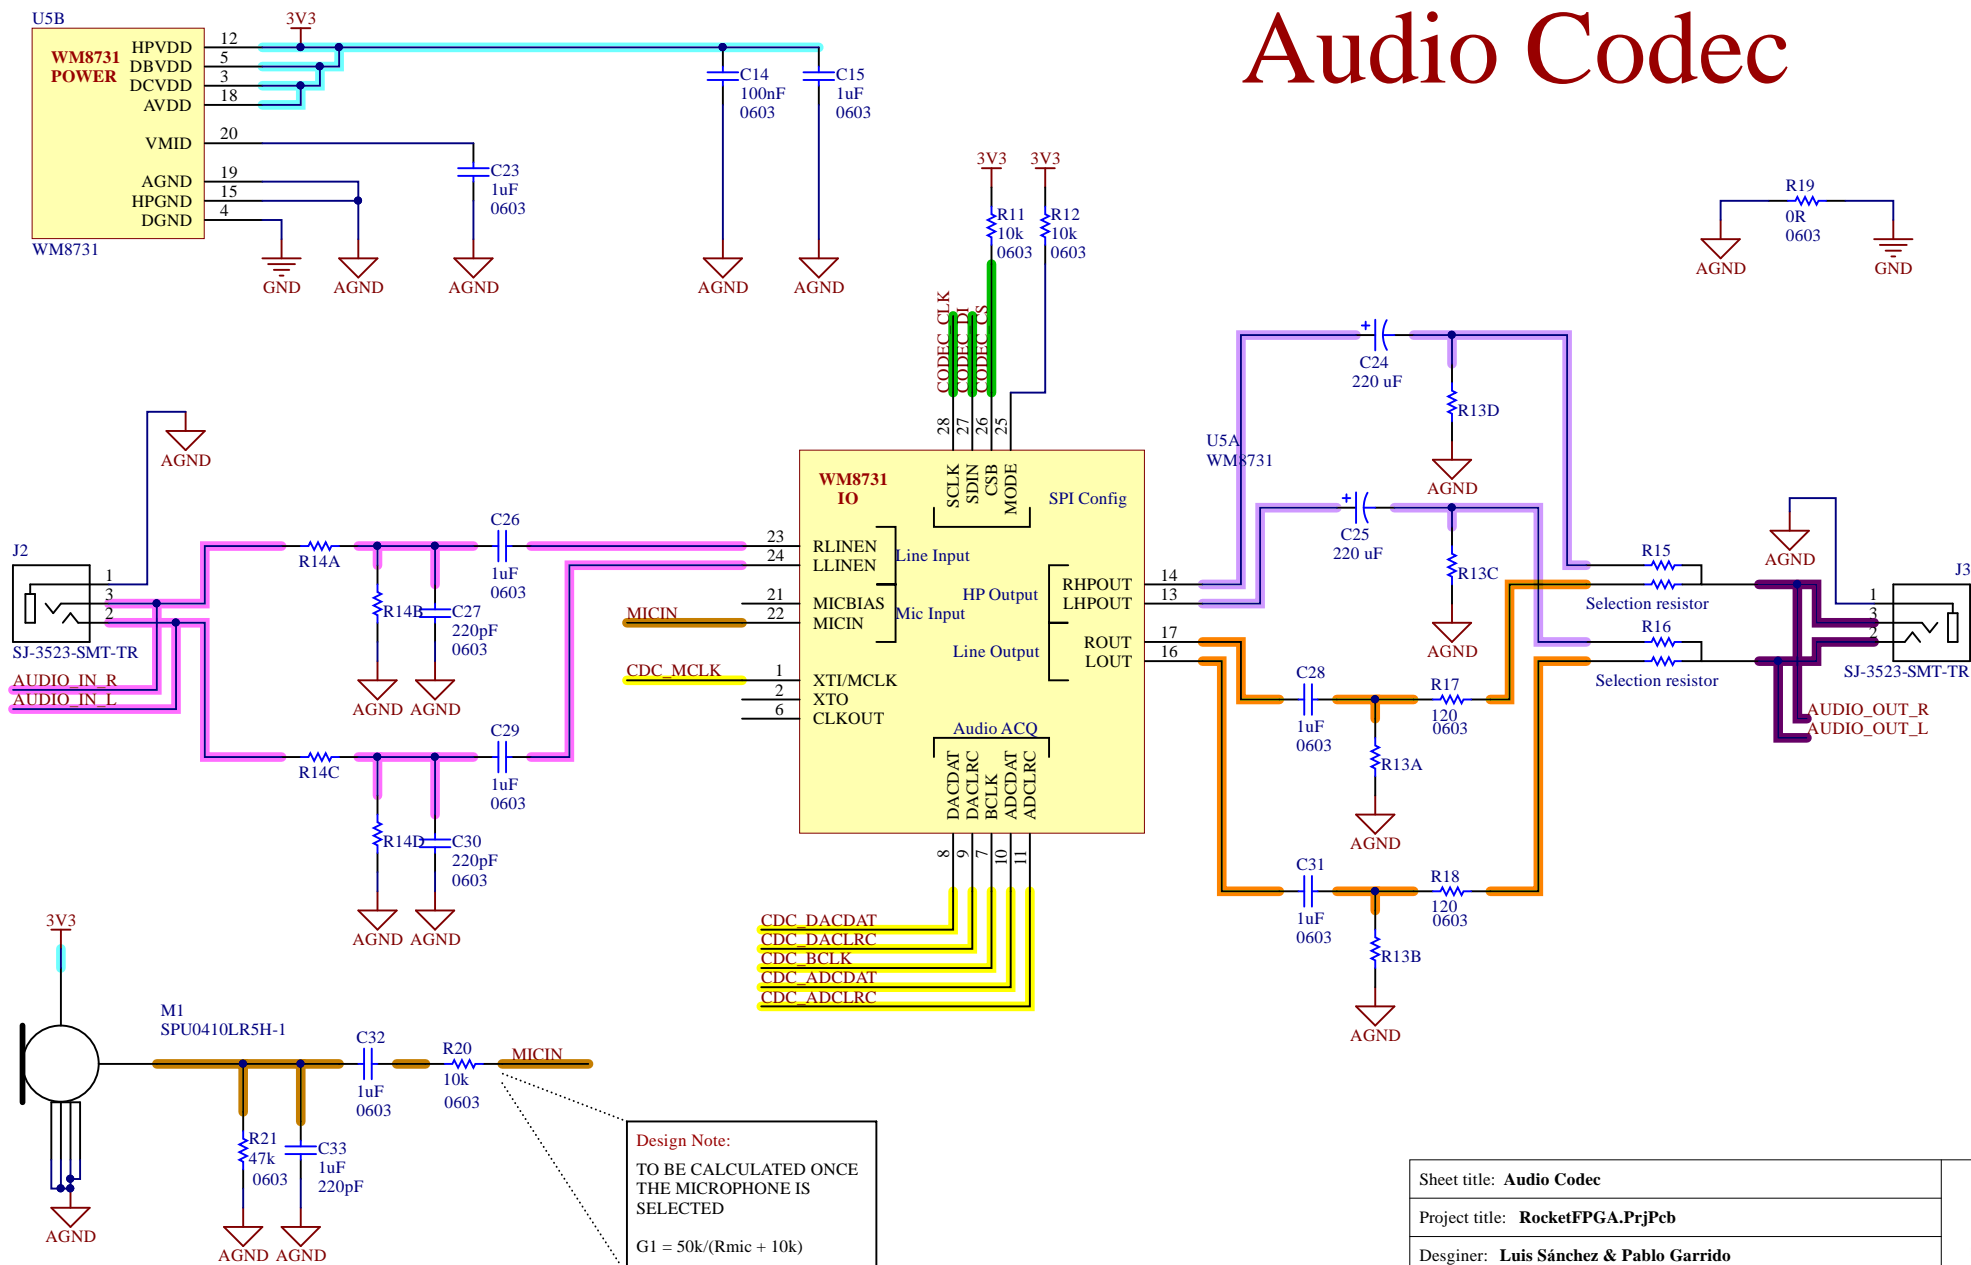 Audio Codec
U5B
WM8731
POWER
HPVDD 12
DBVDD 5
DCVDD 3
AVDD 18
VMID 20
AGND 19
HPGND 15
DGND 4
WM8731
3V3
C14
100nF
0603
C15
1uF
0603
C23
1uF
0603
GND
AGND
AGND
AGND
AGND
3V3
3V3
R11
10k
0603
R12
10k
0603
R19
0R
0603
AGND
GND
CODEC_CLK
CODEC_DI
CODEC_CS
28
27
26
25
U5A
WM8731
WM8731
IO
SCLK
SDIN
CSB
MODE
SPI Config
23 RLINEN
24 LLINEN
Line Input
21 MICBIAS
22 MICIN
Mic Input
1 XTI/MCLK
2 XTO
6 CLKOUT
HP Output
RHPOUT 14
LHPOUT 13
Line Output
ROUT 17
LOUT 16
Audio ACQ
DACDAT
DACLRC
BCLK
ADCDAT
ADCLRC
8
9
7
10
11
MICIN
CDC_MCLK
CDC_DACDAT
CDC_DACLRC
CDC_BCLK
CDC_ADCDAT
CDC_ADCLRC
J2
1
3
2
SJ-3523-SMT-TR
AUDIO_IN_R
AUDIO_IN_L
AGND
R14A
R14B
C26
1uF
0603
C27
220pF
0603
AGND
AGND
R14C
R14D
C29
1uF
0603
C30
220pF
0603
AGND
AGND
C24
220 uF
R13D
AGND
C25
220 uF
R13C
AGND
C28
1uF
0603
R17
120
0603
R13A
AGND
C31
1uF
0603
R18
120
0603
R13B
AGND
R15
Selection resistor
R16
Selection resistor
AGND
J3
1
3
2
SJ-3523-SMT-TR
AUDIO_OUT_R
AUDIO_OUT_L
3V3
M1
SPU0410LR5H-1
AGND
R21
47k
0603
C33
1uF
220pF
AGND
AGND
C32
1uF
0603
R20
10k
0603
MICIN
Design Note:
TO BE CALCULATED ONCE
THE MICROPHONE IS
SELECTED
G1 = 50k/(Rmic + 10k)
Sheet title: Audio Codec
Project title: RocketFPGA.PrjPcb
Desginer: Luis Sánchez & Pablo Garrido